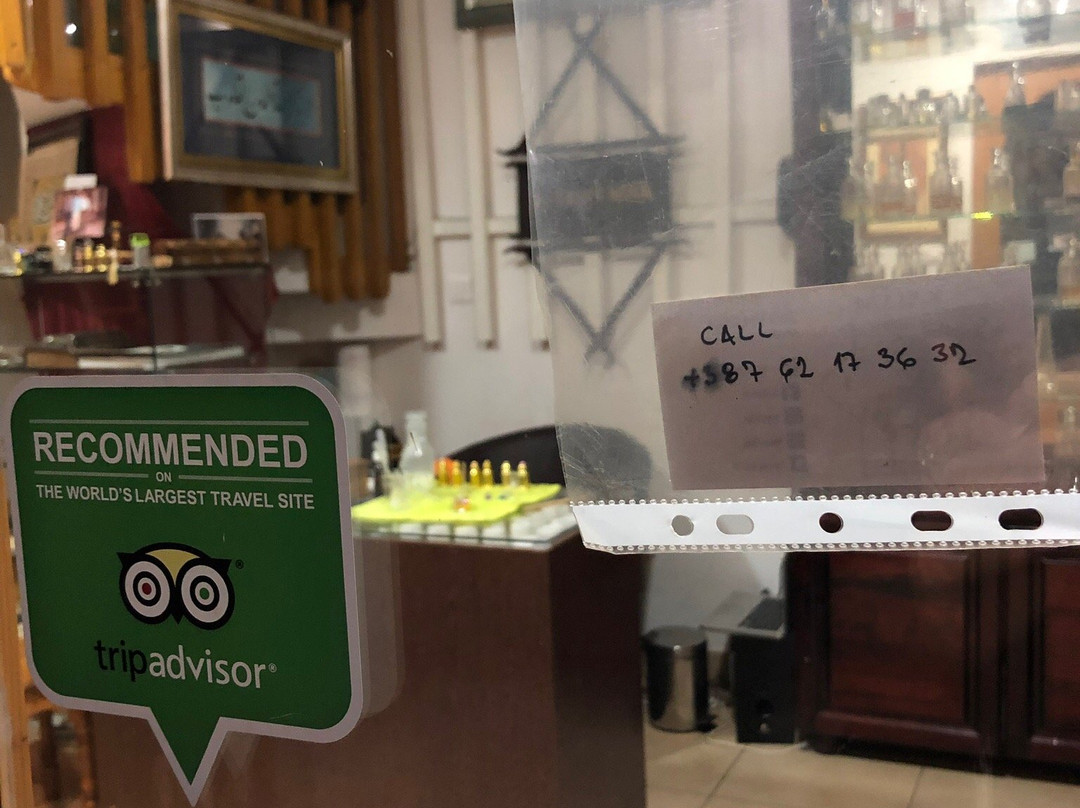 RECOMMENDED
ON
THE WORLD'S LARGEST TRAVEL SITE
tripadvisor®
CALL
+387 62 17 36 32